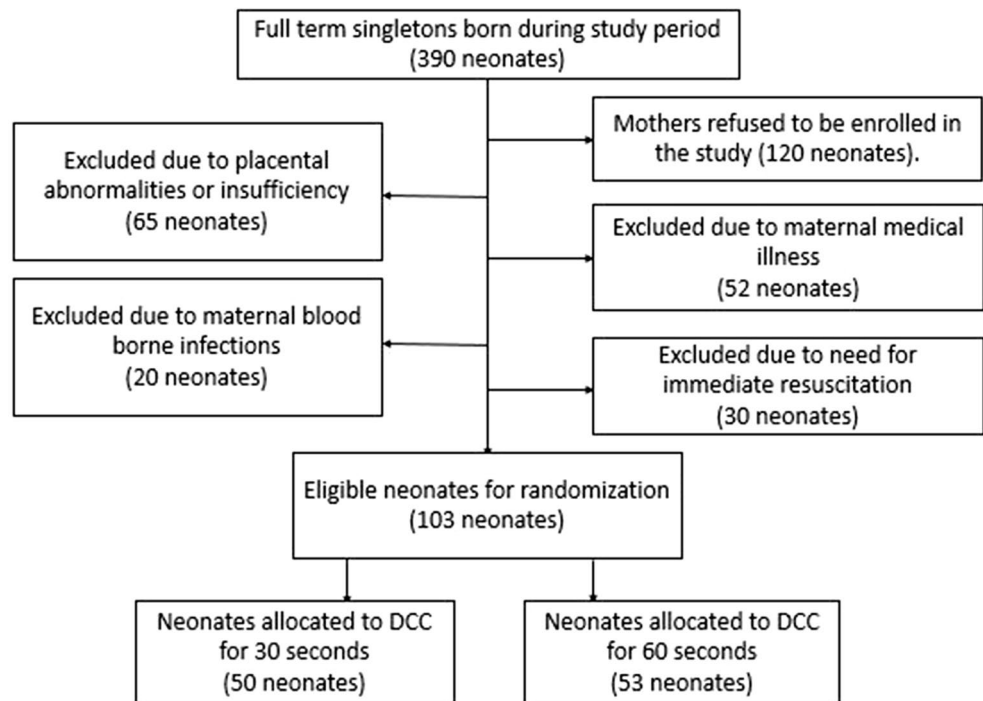 Full term singletons born during study period
(390 neonates)
Mothers refused to be enrolled in
the study (120 neonates).
Excluded due to placental
abnormalities or insufficiency
(65 neonates)
Excluded due to maternal medical
illness
(52 neonates)
Excluded due to maternal blood
borne infections
(20 neonates)
Excluded due to need for
immediate resuscitation
(30 neonates)
Eligible neonates for randomization
(103 neonates)
Neonates allocated to DCC
for 30 seconds
(50 neonates)
Neonates allocated to DCC
for 60 seconds
(53 neonates)